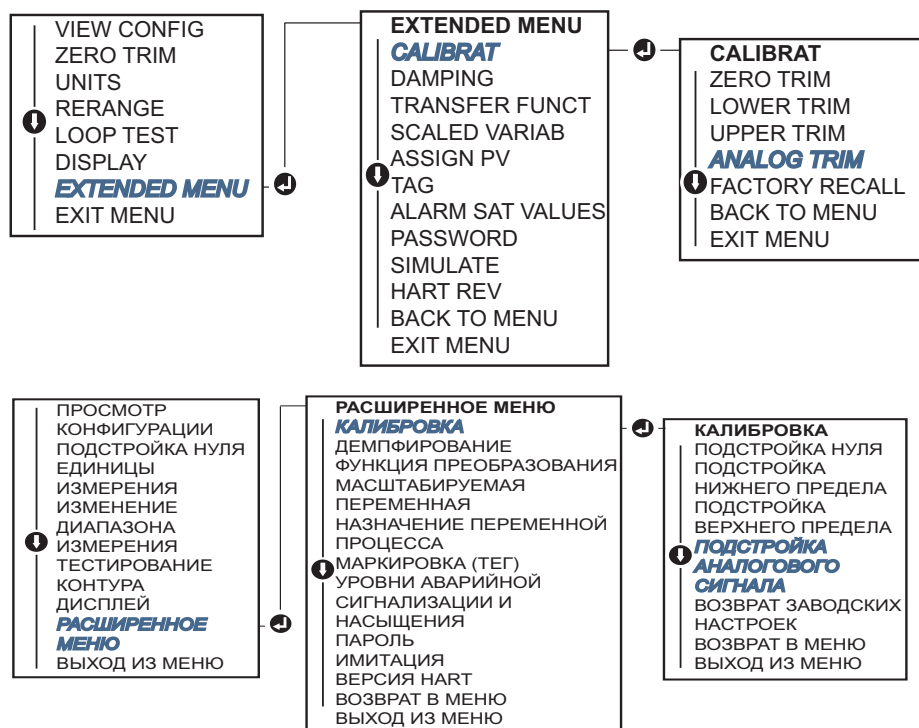 VIEW CONFIG
ZERO TRIM
UNITS
RERANGE
LOOP TEST
DISPLAY
EXTENDED MENU
EXIT MENU
EXTENDED MENU
CALIBRAT
DAMPING
TRANSFER FUNCT
SCALED VARIAB
ASSIGN PV
TAG
ALARM SAT VALUES
PASSWORD
SIMULATE
HART REV
BACK TO MENU
EXIT MENU
CALIBRAT
ZERO TRIM
LOWER TRIM
UPPER TRIM
ANALOG TRIM
FACTORY RECALL
BACK TO MENU
EXIT MENU
ПРОСМОТР
КОНФИГУРАЦИИ
ПОДСТРОЙКА НУЛЯ
ЕДИНИЦЫ
ИЗМЕРЕНИЯ
ИЗМЕНЕНИЕ
ДИАПАЗОНА
ИЗМЕРЕНИЯ
ТЕСТИРОВАНИЕ
КОНТУРА
ДИСПЛЕЙ
РАСШИРЕННОЕ
МЕНЮ
ВЫХОД ИЗ МЕНЮ
РАСШИРЕННОЕ МЕНЮ
КАЛИБРОВКА
ДЕМПФИРОВАНИЕ
ФУНКЦИЯ ПРЕОБРАЗОВАНИЯ
МАСШТАБИРУЕМАЯ
ПЕРЕМЕННАЯ
НАЗНАЧЕНИЕ ПЕРЕМЕННОЙ
ПРОЦЕССА
МАРКИРОВКА (ТЕГ)
УРОВНИ АВАРИЙНОЙ
СИГНАЛИЗАЦИИ И
НАСЫЩЕНИЯ
ПАРОЛЬ
ИМИТАЦИЯ
ВЕРСИЯ HART
ВОЗВРАТ В МЕНЮ
ВЫХОД ИЗ МЕНЮ
КАЛИБРОВКА
ПОДСТРОЙКА НУЛЯ
ПОДСТРОЙКА
НИЖНЕГО ПРЕДЕЛА
ПОДСТРОЙКА
ВЕРХНЕГО ПРЕДЕЛА
ПОДСТРОЙКА
АНАЛОГОВОГО
СИГНАЛА
ВОЗВРАТ ЗАВОДСКИХ
НАСТРОЕК
ВОЗВРАТ В МЕНЮ
ВЫХОД ИЗ МЕНЮ